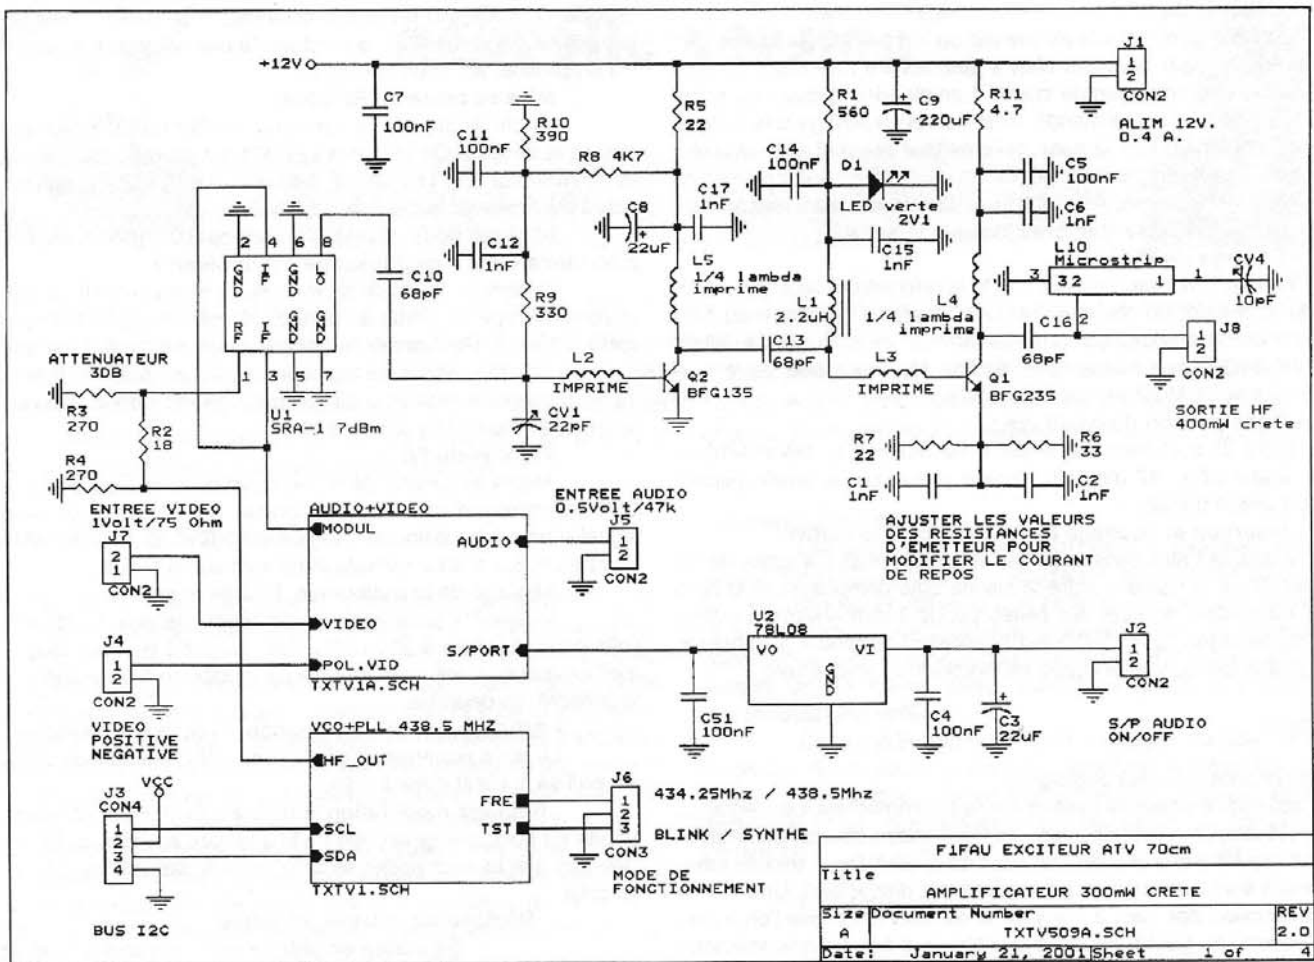 +12V
J1
1
2
CON2
ALIM 12V.
0.4 A.
C7
100nF
C11
100nF
R10
390
R8 4K7
R5
22
R1
560
C9
220uF
R11
4.7
C14
100nF
D1
LED verte
2V1
C5
100nF
C6
1nF
C17
1nF
C8
22uF
C15
1nF
L10
Microstrip
3
32
1
1
2
CV4
10pF
2 4 6 8
GND IF GND LO
RF IF GND GND
1 3 5 7
U1
SRA-1 7dBm
C10
68pF
C12
1nF
R9
330
L5
1/4 lambda
imprime
L1
2.2uH
L4
1/4 lambda
imprime
C16
68pF
J8
1
2
CON2
SORTIE HF
400mW crete
ATTENUATEUR
3DB
R3
270
R2
18
R4
270
L2
IMPRIME
CV1
22pF
Q2
BFG135
C13
68pF
L3
IMPRIME
Q1
BFG235
R7
22
R6
33
C1
1nF
C2
1nF
AJUSTER LES VALEURS
DES RESISTANCES
D'EMETTEUR POUR
MODIFIER LE COURANT
DE REPOS
ENTREE VIDEO
1Volt/75 Ohm
J7
2
1
CON2
AUDIO+VIDEO
MODUL
AUDIO
VIDEO
S/PORT
POL.VID
TXTV1A.SCH
ENTREE AUDIO
0.5Volt/47k
J5
1
2
CON2
J4
1
2
CON2
VIDEO
POSITIVE
NEGATIVE
U2
78L08
VO VI
GND
C51
100nF
C4
100nF
C3
22uF
J2
1
2
CON2
S/P AUDIO
ON/OFF
VCO+PLL 438.5 MHZ
HF_OUT
FRE
TST
SCL
SDA
TXTV1.SCH
VCC
J3
CON4
1
2
3
4
BUS I2C
J6
1
2
3
CON3
434.25Mhz / 438.5Mhz
BLINK / SYNTHE
MODE DE
FONCTIONNEMENT
F1FAU EXCITEUR ATV 70cm
Title
AMPLIFICATEUR 300mW CRETE
Size Document Number REV
A TXTV509A.SCH 2.0
Date: January 21, 2001 Sheet 1 of 4